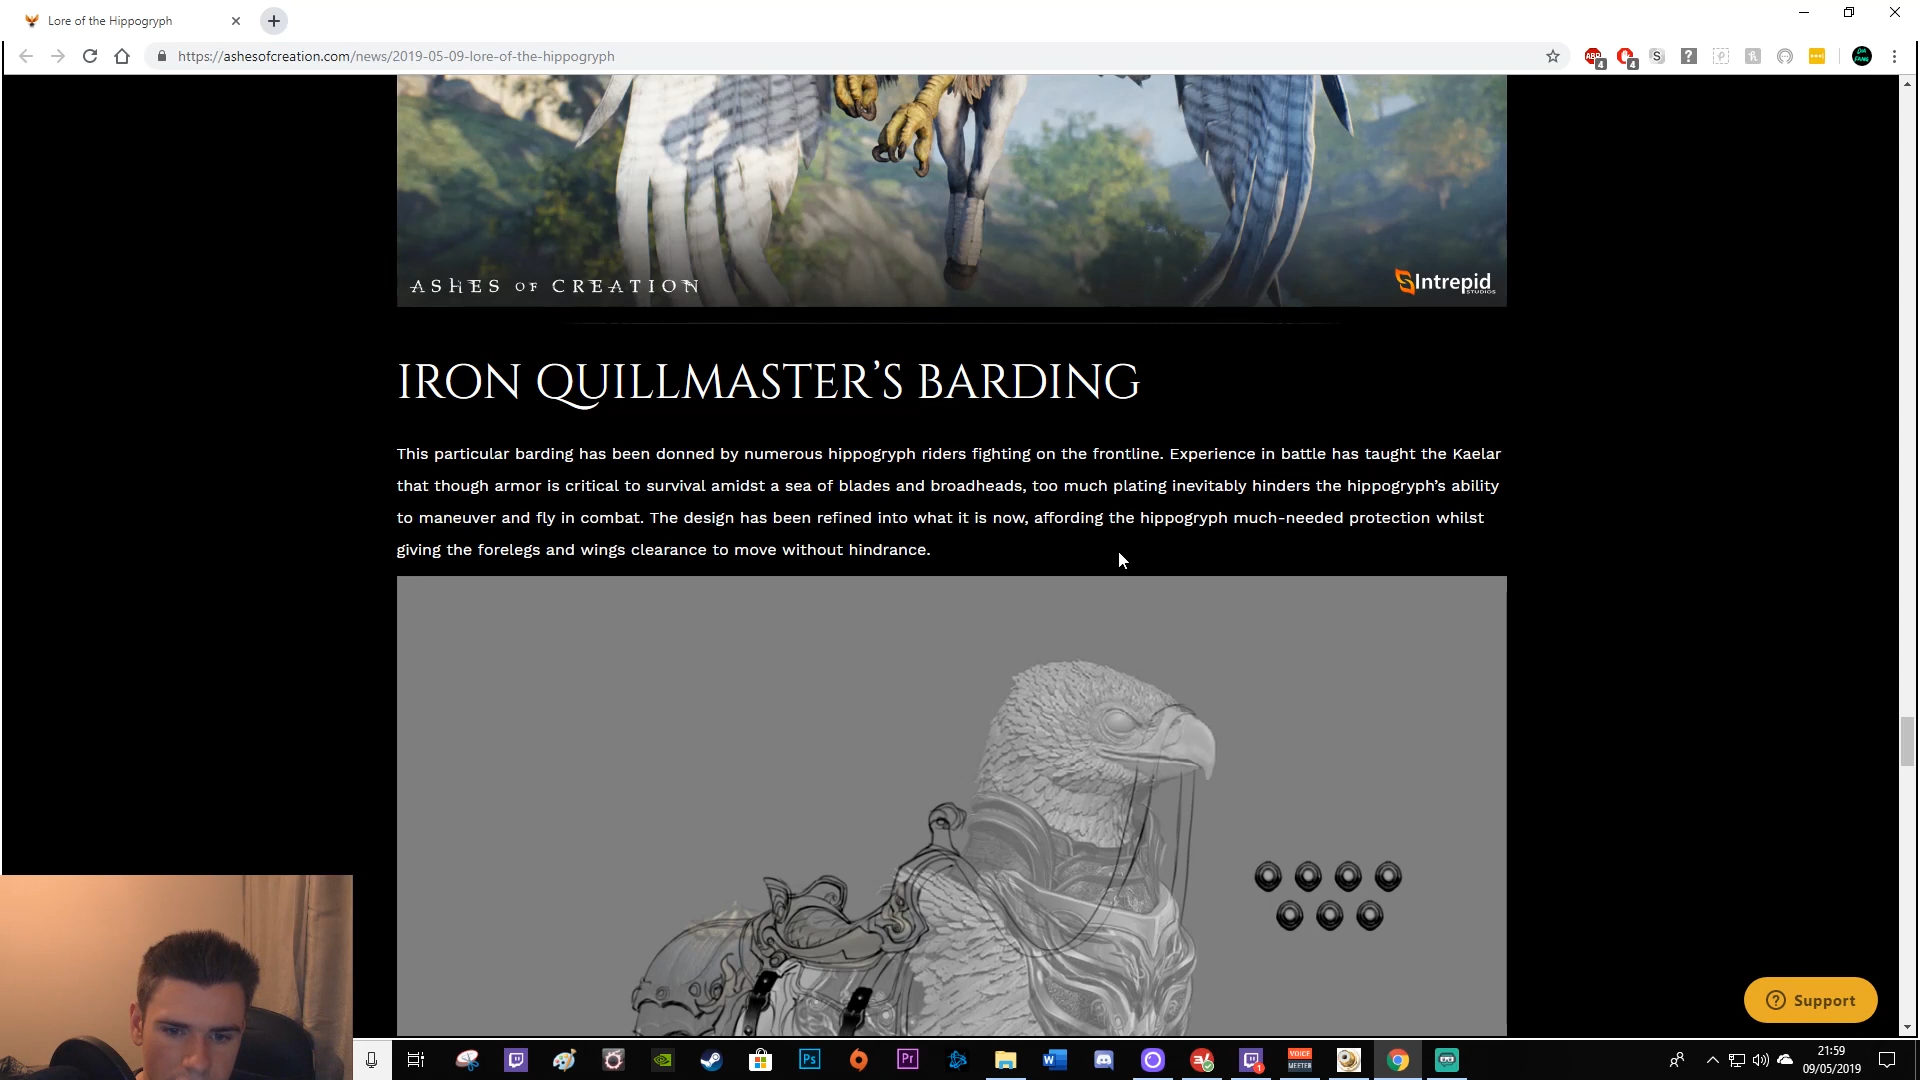 Lore of the Hippogryph
https://ashesofcreation.com/news/2019-05-09-lore-of-the-hippogryph
ASHES OF CREATION
Intrepid
STUDIOS
IRON QUILLMASTER’S BARDING
This particular barding has been donned by numerous hippogryph riders fighting on the frontline. Experience in battle has taught the Kaelar
that though armor is critical to survival amidst a sea of blades and broadheads, too much plating inevitably hinders the hippogryph’s ability
to maneuver and fly in combat. The design has been refined into what it is now, affording the hippogryph much-needed protection whilst
giving the forelegs and wings clearance to move without hindrance.
Support
VOICE
MEETER
21:59
09/05/2019